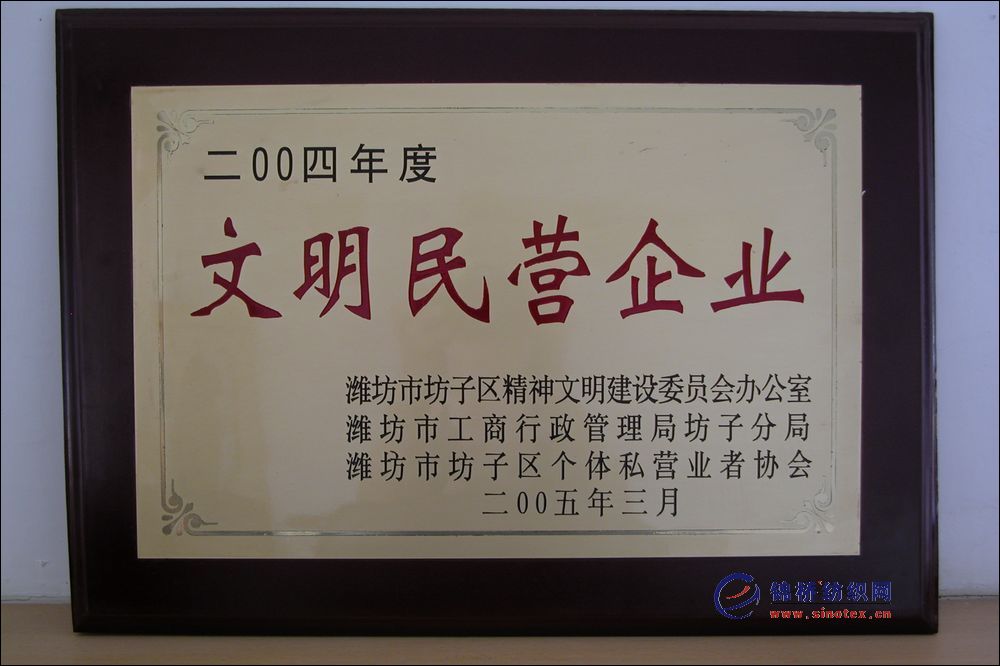 二00四年度
文明民营企业
潍坊市坊子区精神文明建设委员会办公室
潍坊市工商行政管理局坊子分局
潍坊市坊子区个体私营业者协会
二00五年三月
锦桥纺织网
www.sinotex.cn